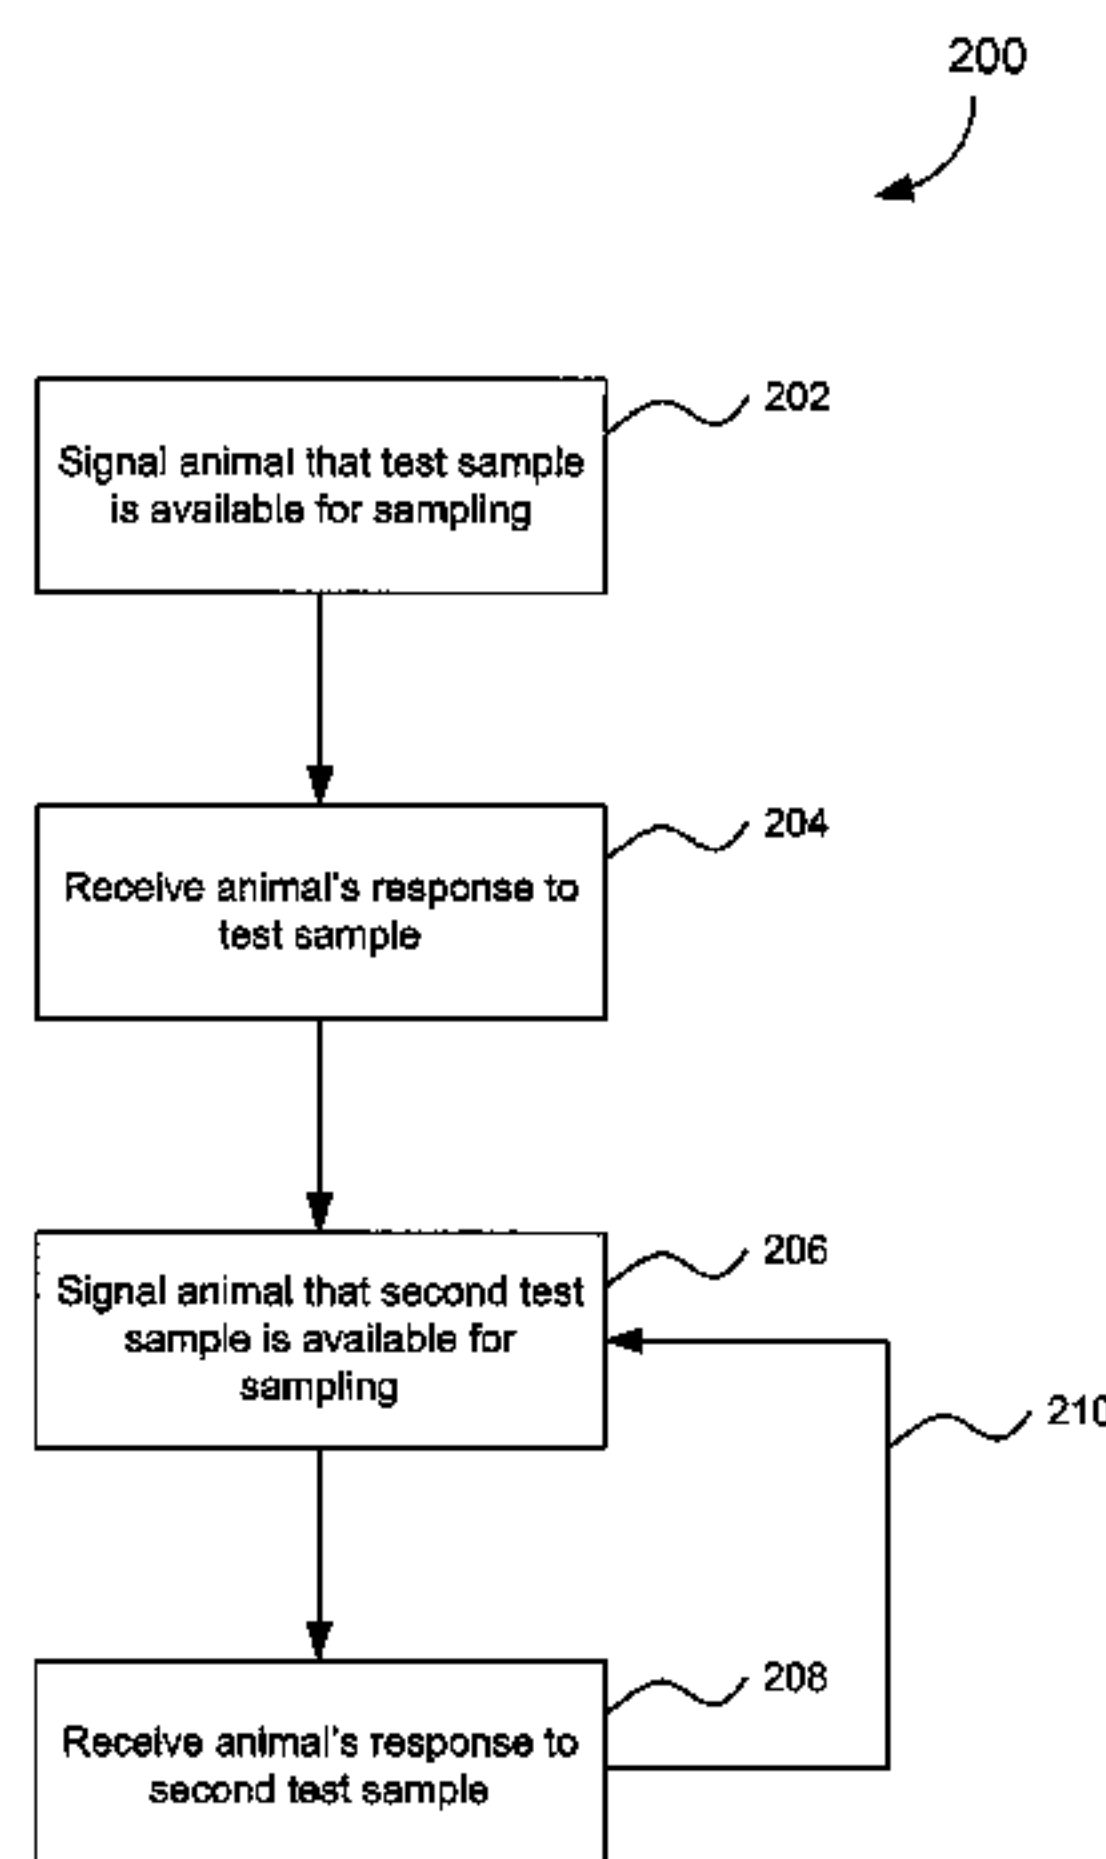 200
202
Signal animal that test sample
is available for sampling
204
Receive animal's response to
test sample
206
Signal animal that second test
sample is available for
sampling
210
208
Receive animal's response to
second test sample